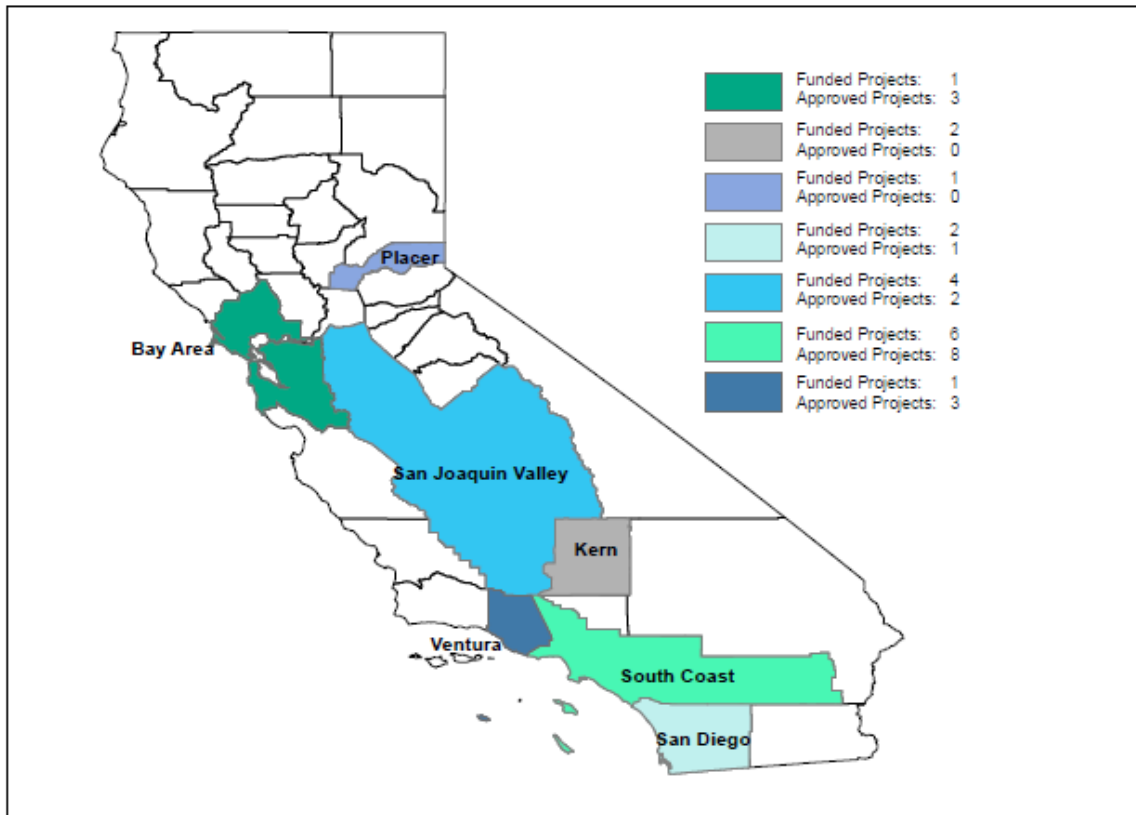 Funded Projects: 1
Approved Projects: 3
Funded Projects: 2
Approved Projects: 0
Funded Projects: 1
Approved Projects: 0
Funded Projects: 2
Approved Projects: 1
Funded Projects: 4
Approved Projects: 2
Funded Projects: 6
Approved Projects: 8
Funded Projects: 1
Approved Projects: 3
Placer
Bay Area
San Joaquin Valley
Kern
Ventura
South Coast
San Diego